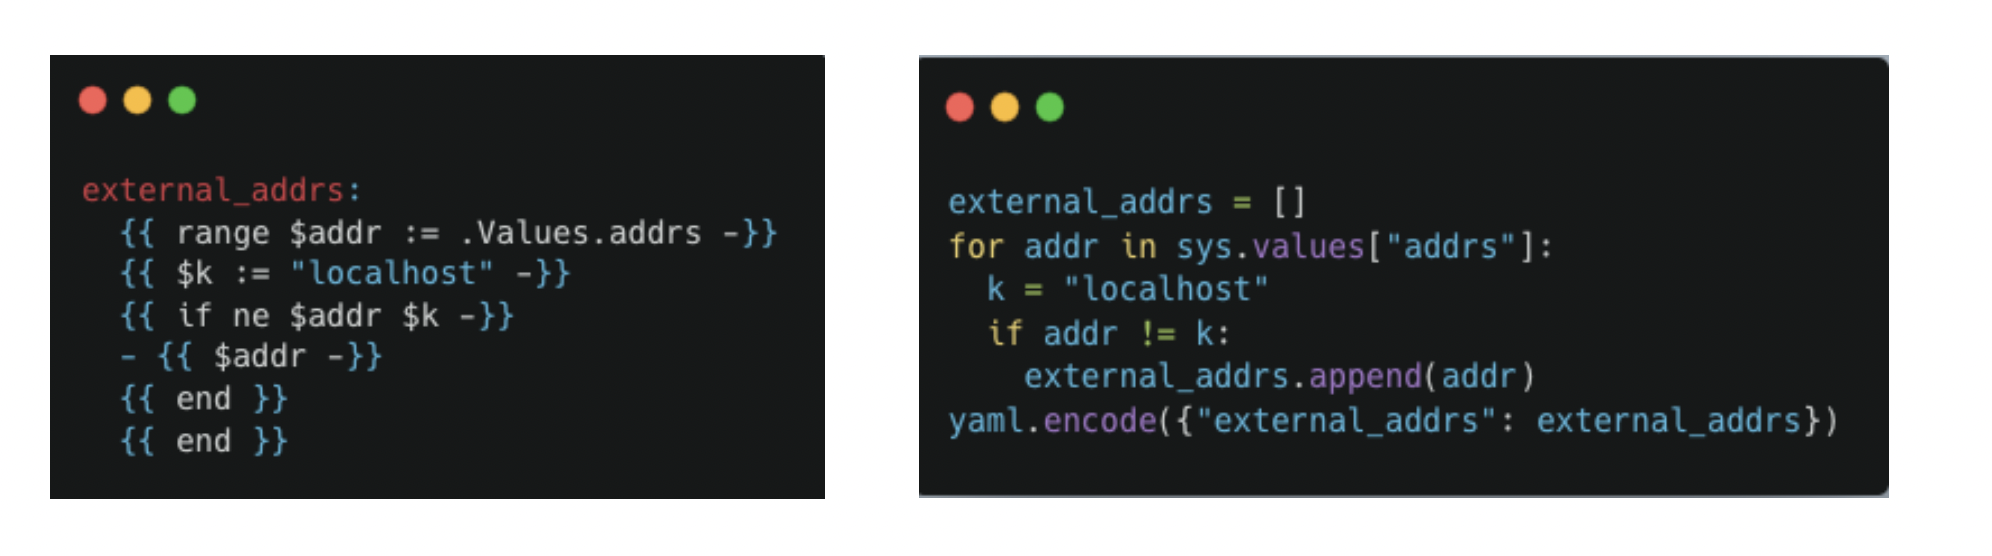 external_addrs:
{{ range $addr := .Values.addrs -}}
{{ $k := "localhost" -}}
{{ if ne $addr $k -}}
- {{ $addr -}}
{{ end }}
{{ end }}
external_addrs = []
for addr in sys.values["addrs"]:
k = "localhost"
if addr != k:
external_addrs.append(addr)
yaml.encode({"external_addrs": external_addrs})